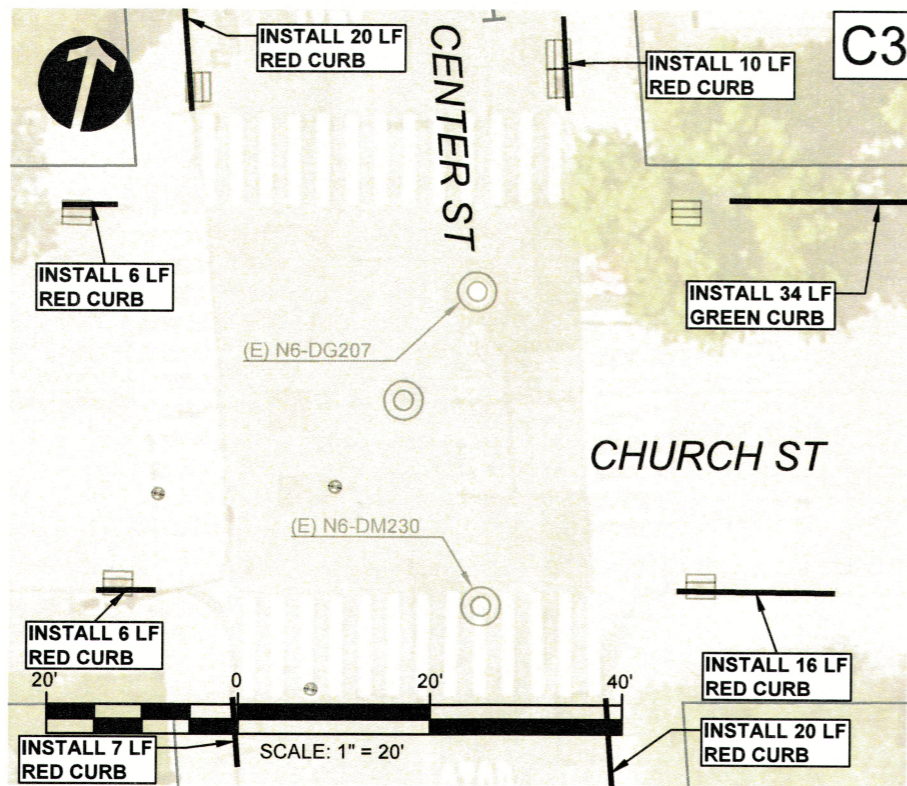 INSTALL 20 LF
RED CURB
CENTER ST
INSTALL 10 LF
RED CURB
C3
INSTALL 6 LF
RED CURB
INSTALL 34 LF
GREEN CURB
(E) N6-DG207
CHURCH ST
(E) N6-DM230
INSTALL 6 LF
RED CURB
INSTALL 16 LF
RED CURB
20'
0
20'
40'
INSTALL 7 LF
RED CURB
SCALE: 1" = 20'
INSTALL 20 LF
RED CURB